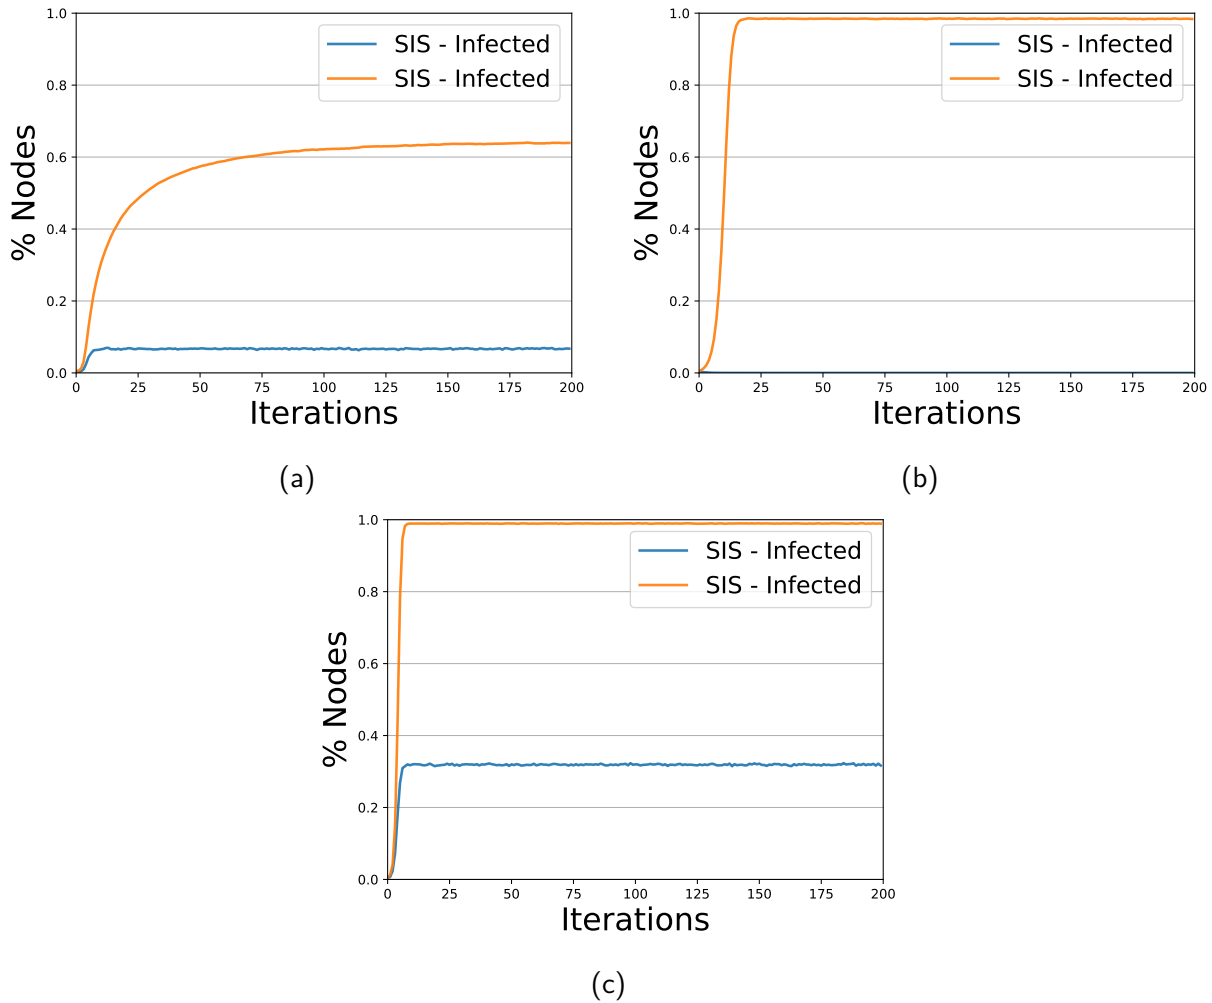 % Nodes
1.0
0.8
0.6
0.4
0.2
0.0
SIS - Infected
SIS - Infected
0 25 50 75 100 125 150 175 200
Iterations
(a)
% Nodes
1.0
0.8
0.6
0.4
0.2
0.0
SIS - Infected
SIS - Infected
0 25 50 75 100 125 150 175 200
Iterations
(b)
% Nodes
1.0
0.8
0.6
0.4
0.2
0.0
SIS - Infected
SIS - Infected
0 25 50 75 100 125 150 175 200
Iterations
(c)